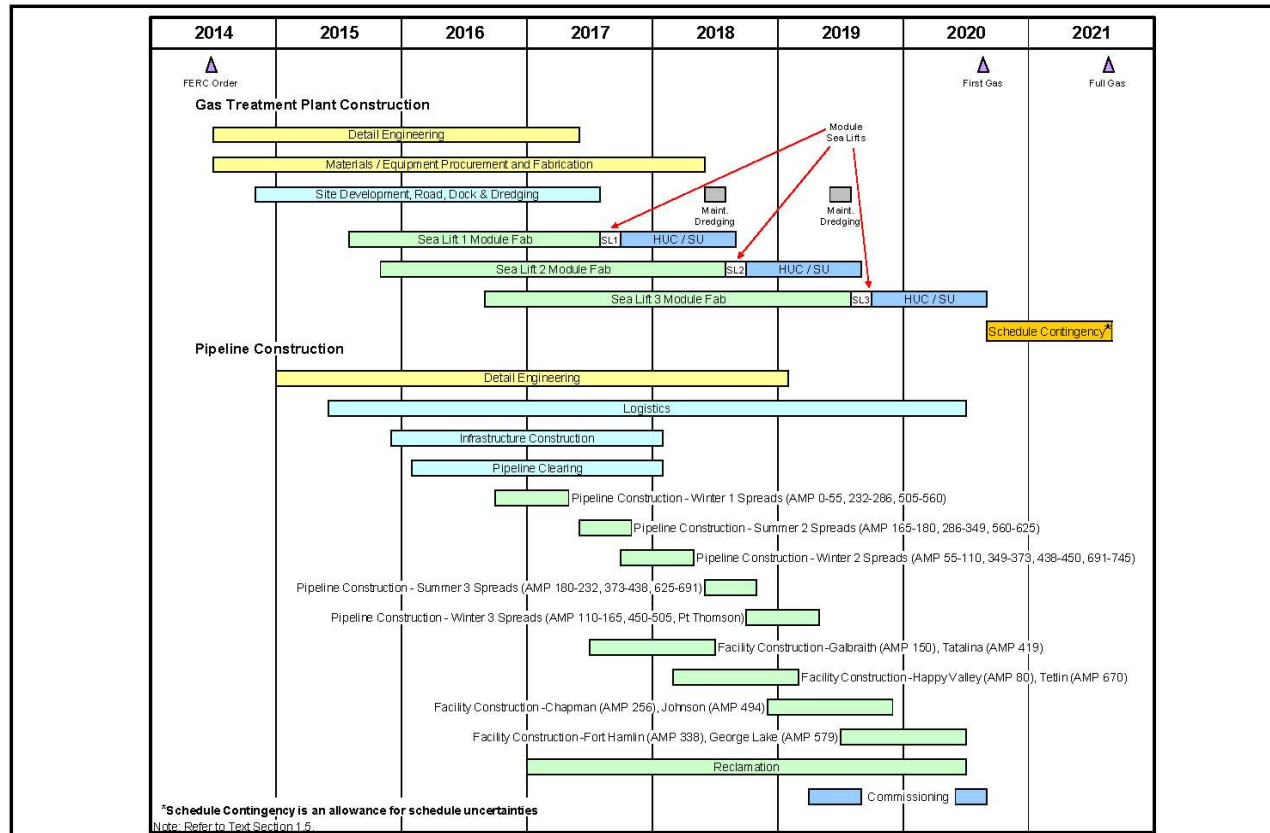 2014 2015 2016 2017 2018 2019 2020 2021
FERC Order First Gas Full Gas
Gas Treatment Plant Construction
Module
Sea Lifts
Detail Engineering
Materials / Equipment Procurement and Fabrication
Site Development, Road, Dock & Dredging
Maint.
Dredging
Maint.
Dredging
Sea Lift 1 Module Fab SL1 HUC / SU
Sea Lift 2 Module Fab SL2 HUC / SU
Sea Lift 3 Module Fab SL3 HUC / SU
Schedule Contingency*
Pipeline Construction
Detail Engineering
Logistics
Infrastructure Construction
Pipeline Clearing
Pipeline Construction - Winter 1 Spreads (AMP 0-55, 232-286, 505-560)
Pipeline Construction - Summer 2 Spreads (AMP 165-180, 286-349, 560-625)
Pipeline Construction - Winter 2 Spreads (AMP 55-110, 349-373, 438-450, 691-745)
Pipeline Construction - Summer 3 Spreads (AMP 180-232, 373-438, 625-691)
Pipeline Construction - Winter 3 Spreads (AMP 110-165, 450-505, Pt Thomson)
Facility Construction -Galbraith (AMP 150), Tatalina (AMP 419)
Facility Construction -Happy Valley (AMP 80), Tetlin (AMP 670)
Facility Construction -Chapman (AMP 256), Johnson (AMP 494)
Facility Construction-Fort Hamlin (AMP 338), George Lake (AMP 579)
Reclamation
Commissioning
*Schedule Contingency is an allowance for schedule uncertainties
Note: Refer to Text Section 1.5.